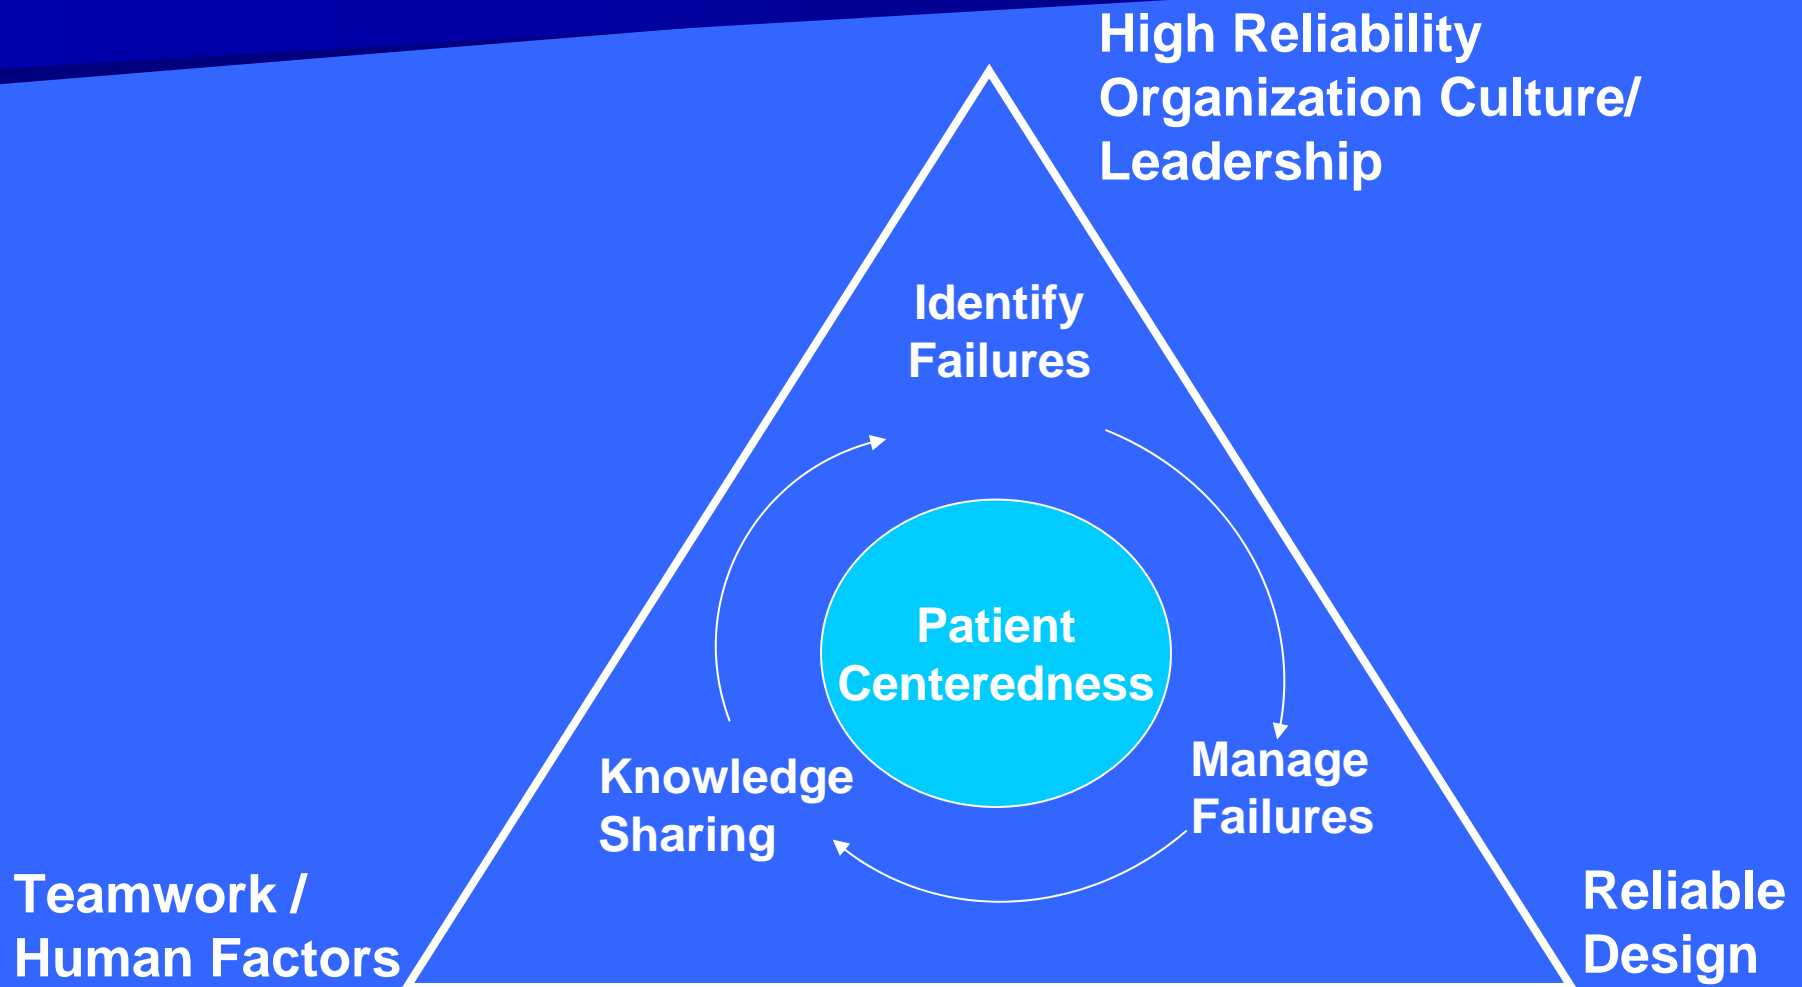 High Reliability
Organization Culture/
Leadership
Identify
Failures
Patient
Centeredness
Manage
Failures
Knowledge
Sharing
Teamwork /
Human Factors
Reliable
Design